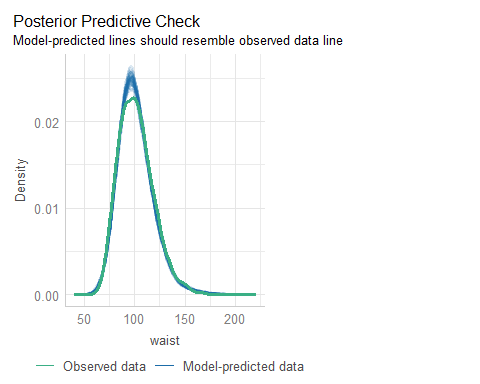 Posterior Predictive Check
Model-predicted lines should resemble observed data line
Density
0.02
0.01
0.00
50 100 150 200
waist
Observed data Model-predicted data